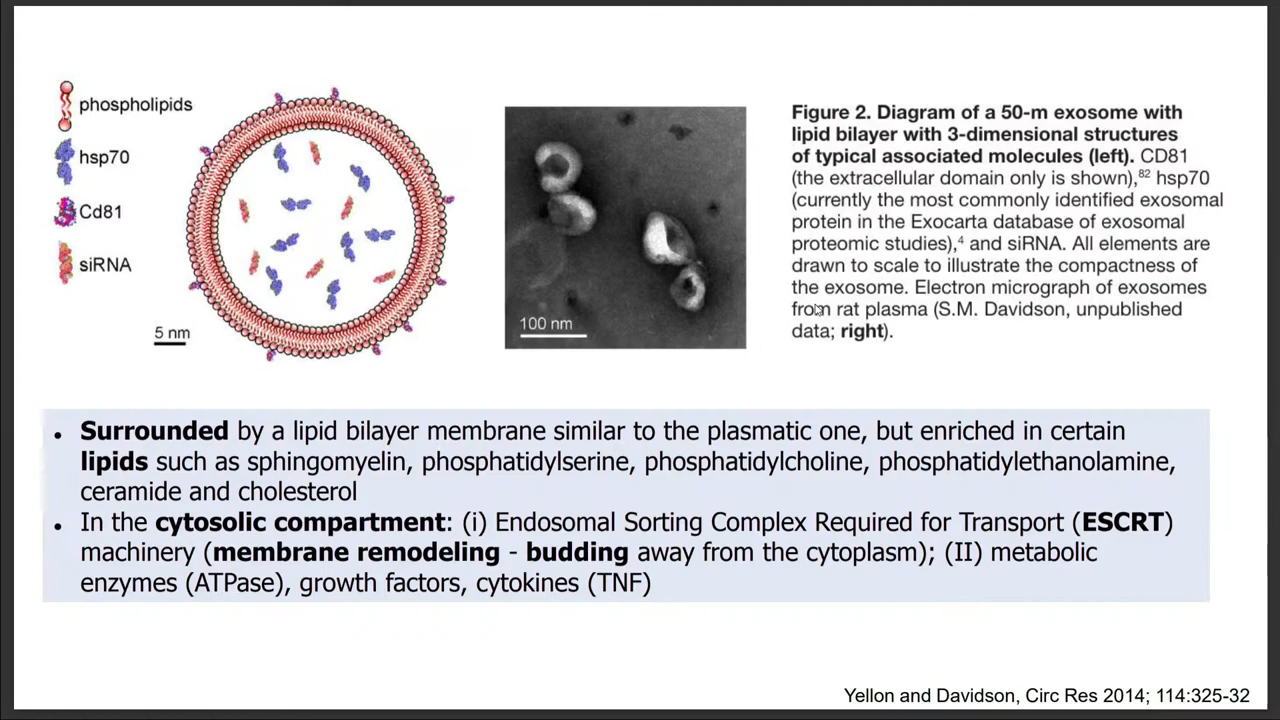 phospholipids
hsp70
Cd81
siRNA
5 nm
100 nm
Figure 2. Diagram of a 50-m exosome with
lipid bilayer with 3-dimensional structures
of typical associated molecules (left). CD81
(the extracellular domain only is shown),82 hsp70
(currently the most commonly identified exosomal
protein in the Exocarta database of exosomal
proteomic studies),4 and siRNA. All elements are
drawn to scale to illustrate the compactness of
the exosome. Electron micrograph of exosomes
from rat plasma (S.M. Davidson, unpublished
data; right).
• Surrounded by a lipid bilayer membrane similar to the plasmatic one, but enriched in certain
lipids such as sphingomyelin, phosphatidylserine, phosphatidylcholine, phosphatidylethanolamine,
ceramide and cholesterol
• In the cytosolic compartment: (i) Endosomal Sorting Complex Required for Transport (ESCRT)
machinery (membrane remodeling - budding away from the cytoplasm); (II) metabolic
enzymes (ATPase), growth factors, cytokines (TNF)
Yellon and Davidson, Circ Res 2014; 114:325-32